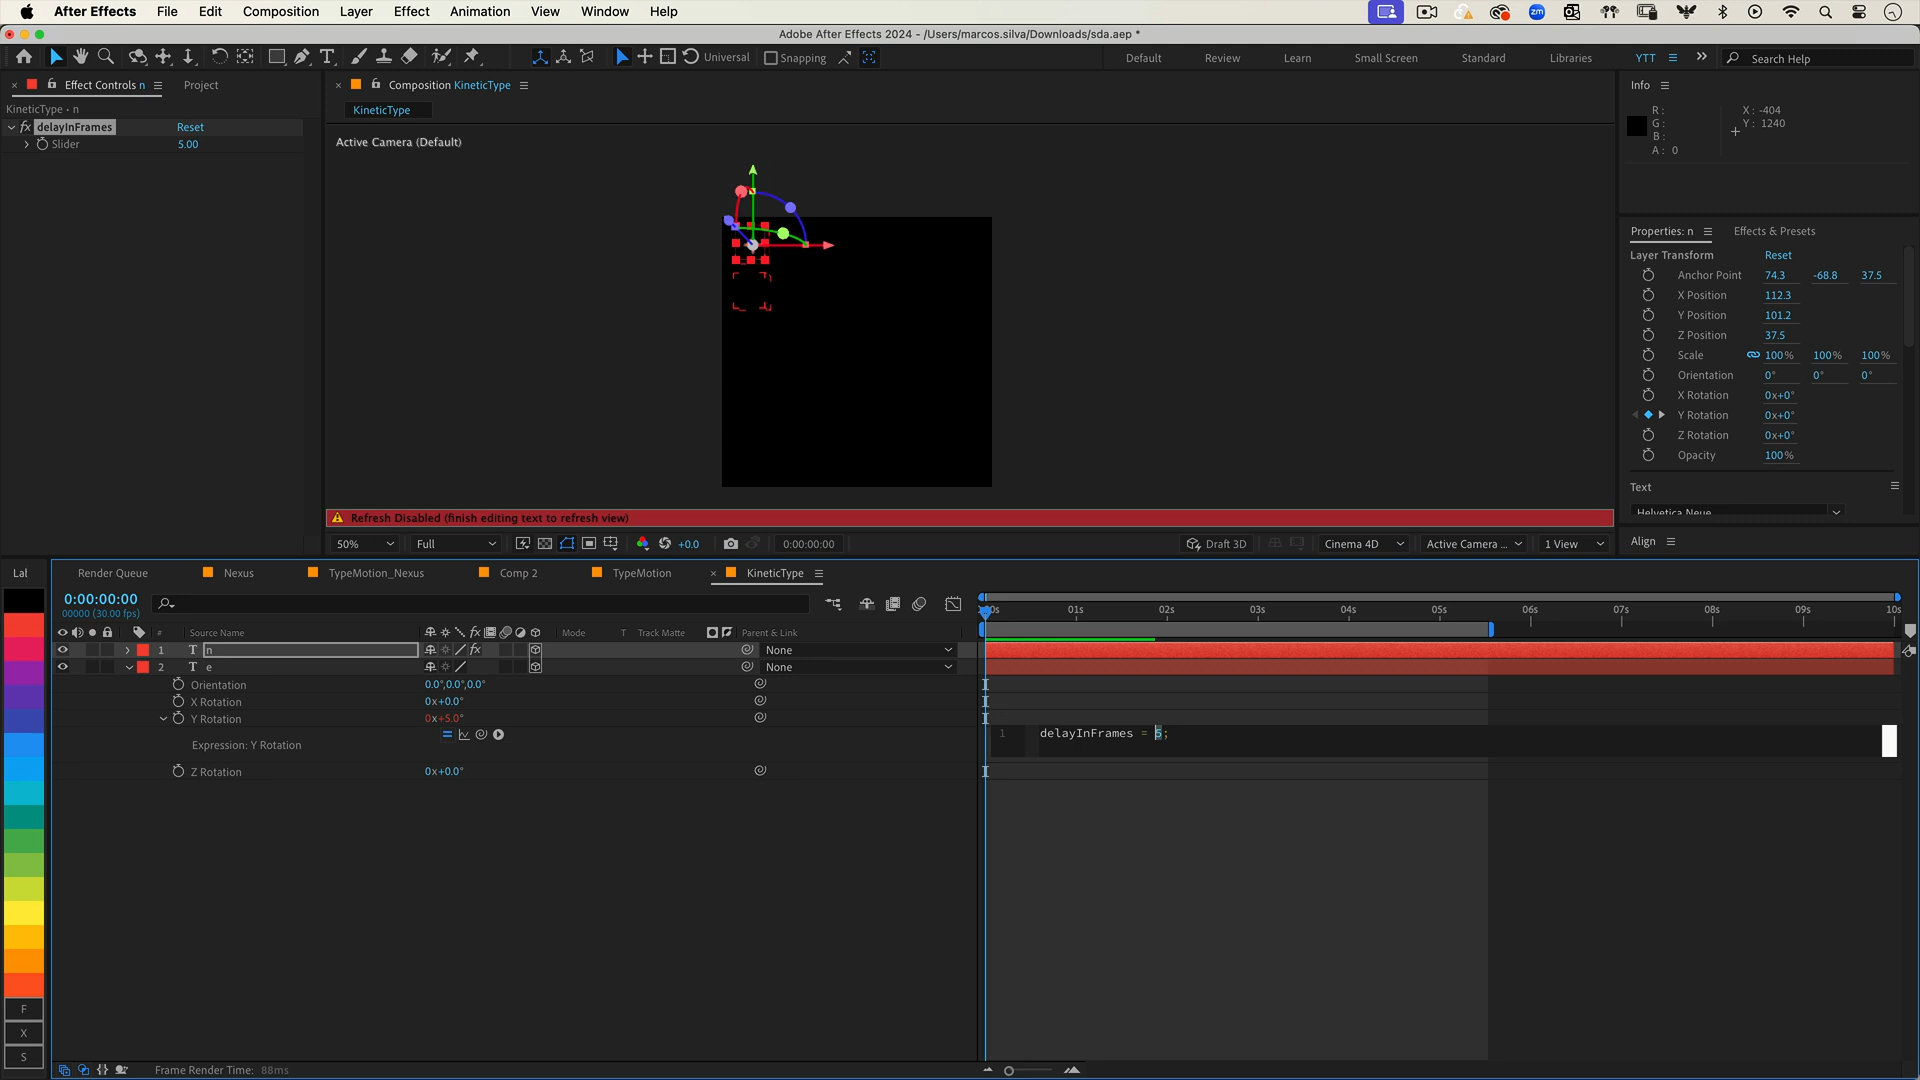 After Effects File Edit Composition Layer Effect Animation View Window Help
Adobe After Effects 2024 - /Users/marcos.silva/Downloads/sda.aep *
Universal Snapping Default Review Learn Small Screen Standard Libraries YTT Search Help
Effect Controls n Project
Composition KineticType
Info
KineticType • n
KineticType
fx delayInFrames Reset
Slider 5.00
Active Camera (Default)
R :
G :
B :
A : 0
X : -404
Y : 1240
Properties: n Effects & Presets
Layer Transform Reset
Anchor Point 74.3 -68.8 37.5
X Position 112.3
Y Position 101.2
Z Position 37.5
Scale 100 % 100 % 100 %
Orientation 0° 0° 0°
X Rotation 0x+0°
Y Rotation 0x+0°
Z Rotation 0x+0°
Opacity 100 %
Text
Helvetica Neue
Refresh Disabled (finish editing text to refresh view)
50% Full +0.0 0:00:00:00 Draft 3D Cinema 4D Active Camera ... 1 View
Align
Lal Render Queue Nexus TypeMotion_Nexus Comp 2 TypeMotion KineticType
0:00:00:00
00000 (30.00 fps)
01s 02s 03s 04s 05s 06s 07s 08s 09s 10s
# Source Name Mode T Track Matte Parent & Link
1 T n None
2 T e None
Orientation 0.0°,0.0°,0.0°
X Rotation 0x+0.0°
Y Rotation 0x+5.0°
Expression: Y Rotation
1 delayInFrames = 5;
Z Rotation 0x+0.0°
F
X
S
Frame Render Time: 88ms